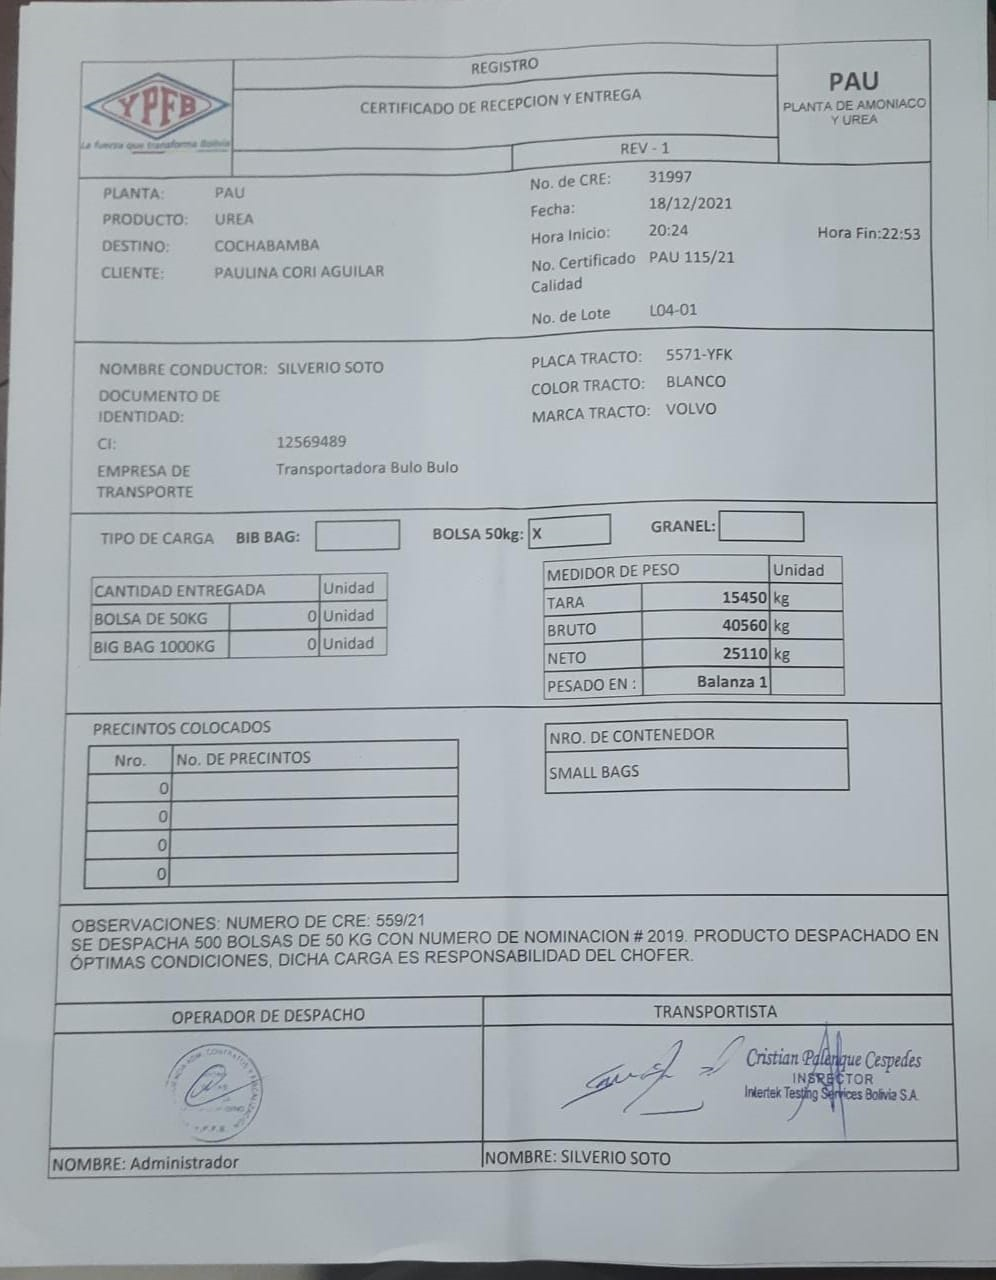 YPFB
La fuerza que transforma Bolivia
REGISTRO
CERTIFICADO DE RECEPCION Y ENTREGA
REV - 1
PAU
PLANTA DE AMONIACO
Y UREA
PLANTA: PAU
PRODUCTO: UREA
DESTINO: COCHABAMBA
CLIENTE: PAULINA CORI AGUILAR
No. de CRE: 31997
Fecha: 18/12/2021
Hora Inicio: 20:24 Hora Fin:22:53
No. Certificado PAU 115/21
Calidad
No. de Lote L04-01
NOMBRE CONDUCTOR: SILVERIO SOTO
DOCUMENTO DE
IDENTIDAD:
CI: 12569489
EMPRESA DE Transportadora Bulo Bulo
TRANSPORTE
PLACA TRACTO: 5571-YFK
COLOR TRACTO: BLANCO
MARCA TRACTO: VOLVO
TIPO DE CARGA BIB BAG: BOLSA 50kg: X GRANEL:
CANTIDAD ENTREGADA Unidad
BOLSA DE 50KG 0 Unidad
BIG BAG 1000KG 0 Unidad
MEDIDOR DE PESO Unidad
TARA 15450 kg
BRUTO 40560 kg
NETO 25110 kg
PESADO EN : Balanza 1
PRECINTOS COLOCADOS
Nro. No. DE PRECINTOS
0
0
0
0
NRO. DE CONTENEDOR
SMALL BAGS
OBSERVACIONES: NUMERO DE CRE: 559/21
SE DESPACHA 500 BOLSAS DE 50 KG CON NUMERO DE NOMINACION # 2019. PRODUCTO DESPACHADO EN
ÓPTIMAS CONDICIONES, DICHA CARGA ES RESPONSABILIDAD DEL CHOFER.
OPERADOR DE DESPACHO
TRANSPORTISTA
Cristian Palenque Cespedes
INSPECTOR
Intertek Testing Services Bolivia S.A.
NOMBRE: Administrador
NOMBRE: SILVERIO SOTO